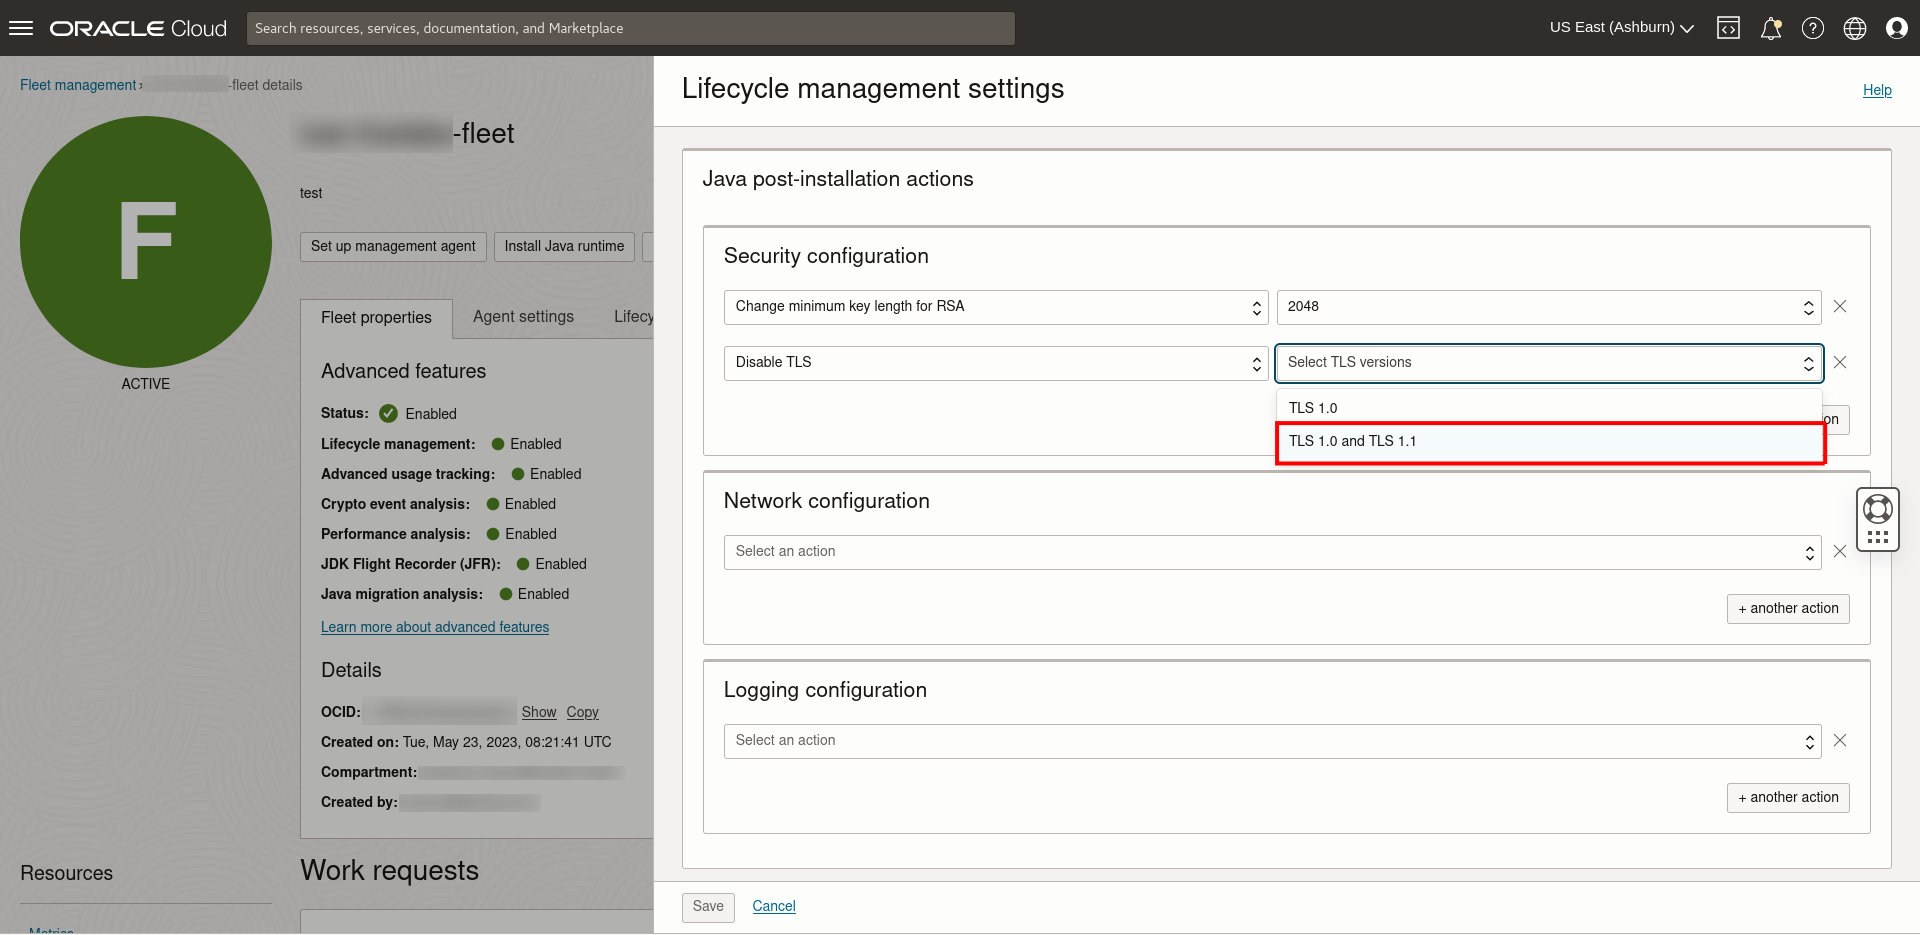 ORACLE Cloud
Search resources, services, documentation, and Marketplace
US East (Ashburn)
Fleet management › -fleet details
F
ACTIVE
-fleet
test
Set up management agent
Install Java runtime
Fleet properties
Agent settings
Lifecy
Advanced features
Status: Enabled
Lifecycle management: Enabled
Advanced usage tracking: Enabled
Crypto event analysis: Enabled
Performance analysis: Enabled
JDK Flight Recorder (JFR): Enabled
Java migration analysis: Enabled
Learn more about advanced features
Details
OCID: Show Copy
Created on: Tue, May 23, 2023, 08:21:41 UTC
Compartment:
Created by:
Resources
Metrics
Work requests
Lifecycle management settings
Help
Java post-installation actions
Security configuration
Change minimum key length for RSA
2048
Disable TLS
Select TLS versions
TLS 1.0
TLS 1.0 and TLS 1.1
on
Network configuration
Select an action
+ another action
Logging configuration
Select an action
+ another action
Save
Cancel